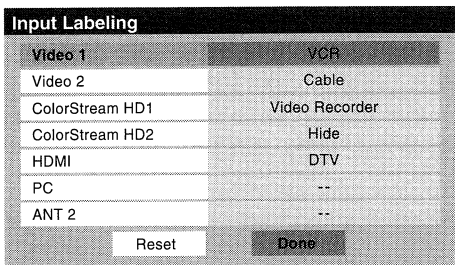 Input Labeling
Video 1 VCR
Video 2 Cable
ColorStream HD1 Video Recorder
ColorStream HD2 Hide
HDMI DTV
PC --
ANT 2 --
Reset Done